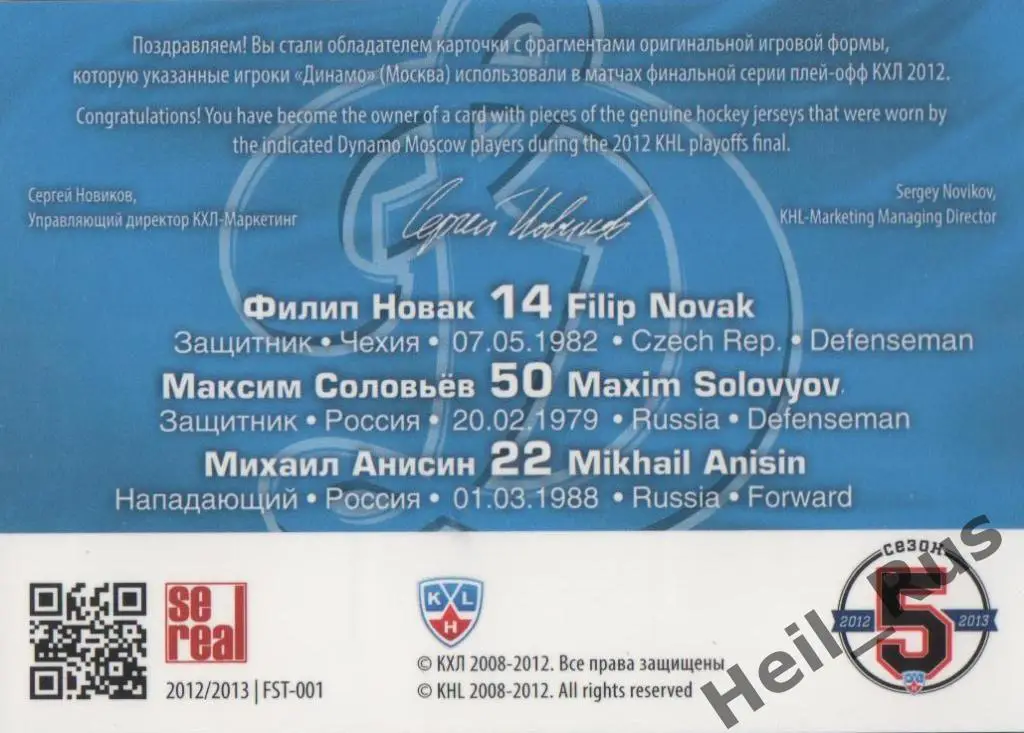 Поздравляем! Вы стали обладателем карточки с фрагментами оригинальной игровой формы,
которую указанные игроки «Динамо» (Москва) использовали в матчах финальной серии плей-офф КХЛ 2012.
Congratulations! You have become the owner of a card with pieces of the genuine hockey jerseys that were worn by
the indicated Dynamo Moscow players during the 2012 KHL playoffs final.
Сергей Новиков,
Управляющий директор КХЛ-Маркетинг
Сергей Новиков
Sergey Novikov,
KHL-Marketing Managing Director
Филип Новак 14 Filip Novak
Защитник • Чехия • 07.05.1982 • Czech Rep. • Defenseman
Максим Соловьёв 50 Maxim Solovyov
Защитник • Россия • 20.02.1979 • Russia • Defenseman
Михаил Анисин 22 Mikhail Anisin
Нападающий • Россия • 01.03.1988 • Russia • Forward
se
real
2012/2013 | FST-001
KHL
© КХЛ 2008-2012. Все права защищены
© KHL 2008-2012. All rights reserved
сезон
2012 5 2013
Heil_Rus